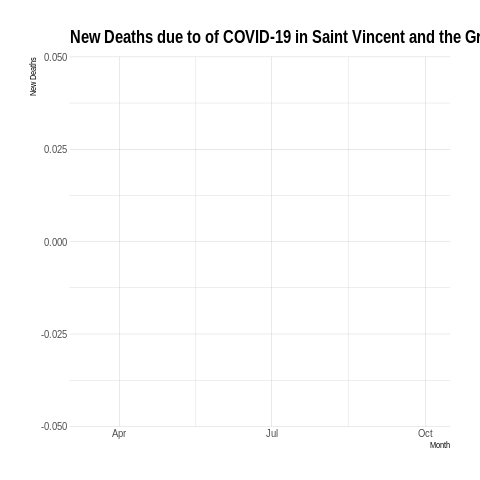 New Deaths due to of COVID-19 in Saint Vincent and the Gr
New Deaths
0.050
0.025
0.000
-0.025
-0.050
Apr Jul Oct
Month